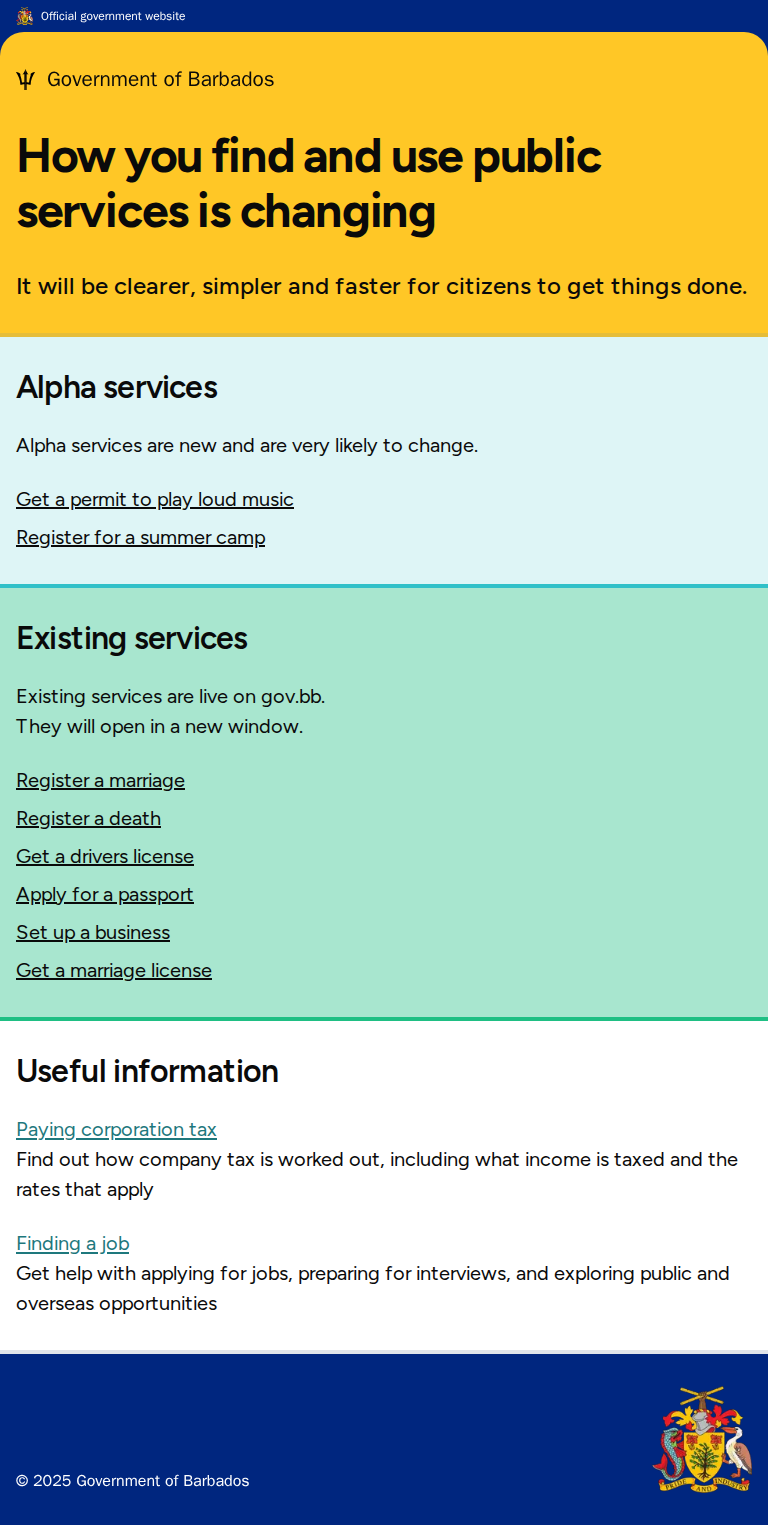 Official government website
Government of Barbados
How you find and use public
services is changing
It will be clearer, simpler and faster for citizens to get things done.
Alpha services
Alpha services are new and are very likely to change.
Get a permit to play loud music
Register for a summer camp
Existing services
Existing services are live on gov.bb.
They will open in a new window.
Register a marriage
Register a death
Get a drivers license
Apply for a passport
Set up a business
Get a marriage license
Useful information
Paying corporation tax
Find out how company tax is worked out, including what income is taxed and the
rates that apply
Finding a job
Get help with applying for jobs, preparing for interviews, and exploring public and
overseas opportunities
PRIDE AND INDUSTRY
© 2025 Government of Barbados